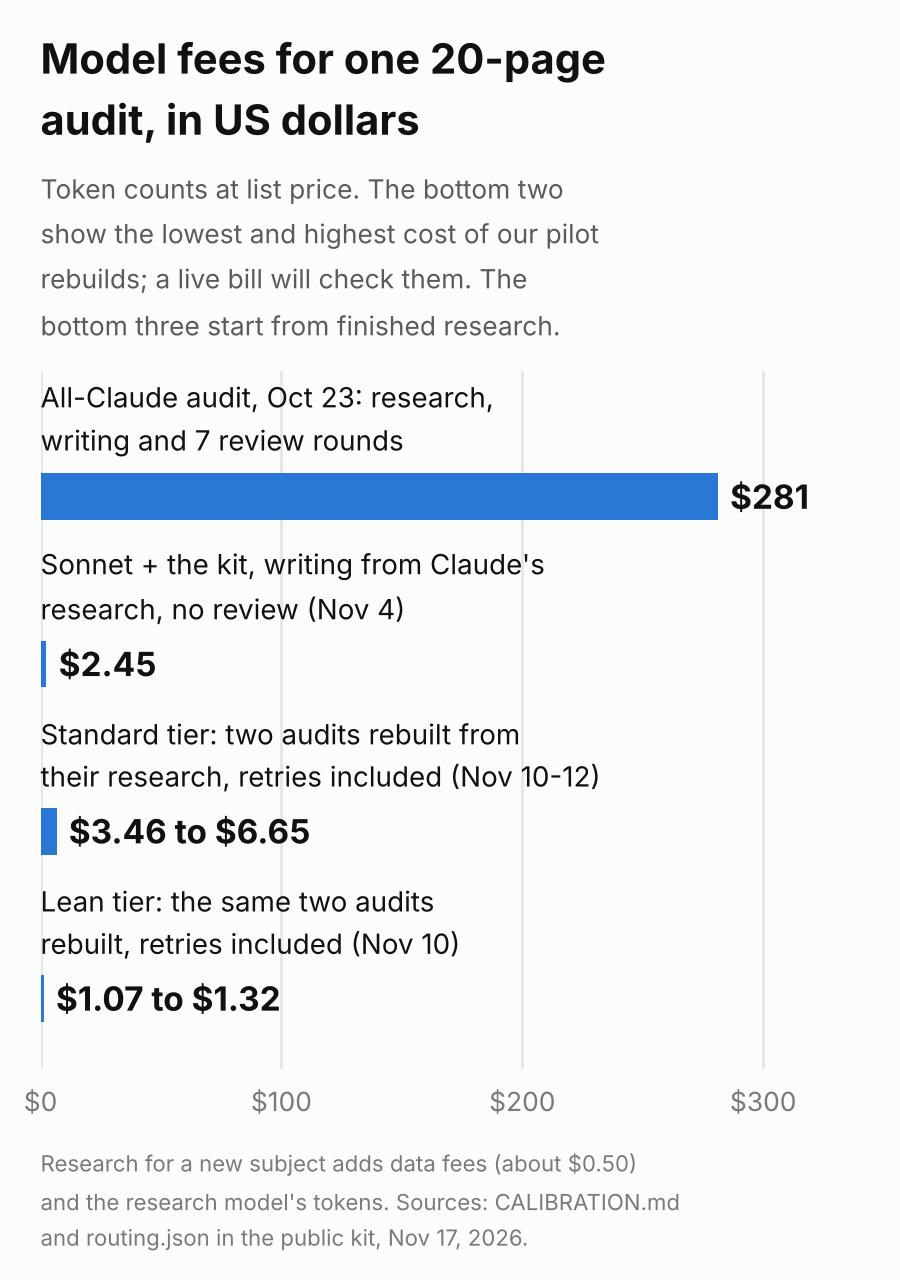 Model fees for one 20-page
audit, in US dollars
Token counts at list price. The bottom two
show the lowest and highest cost of our pilot
rebuilds; a live bill will check them. The
bottom three start from finished research.
All-Claude audit, Oct 23: research,
writing and 7 review rounds
$281
Sonnet + the kit, writing from Claude's
research, no review (Nov 4)
$2.45
Standard tier: two audits rebuilt from
their research, retries included (Nov 10-12)
$3.46 to $6.65
Lean tier: the same two audits
rebuilt, retries included (Nov 10)
$1.07 to $1.32
$0 $100 $200 $300
Research for a new subject adds data fees (about $0.50)
and the research model's tokens. Sources: CALIBRATION.md
and routing.json in the public kit, Nov 17, 2026.